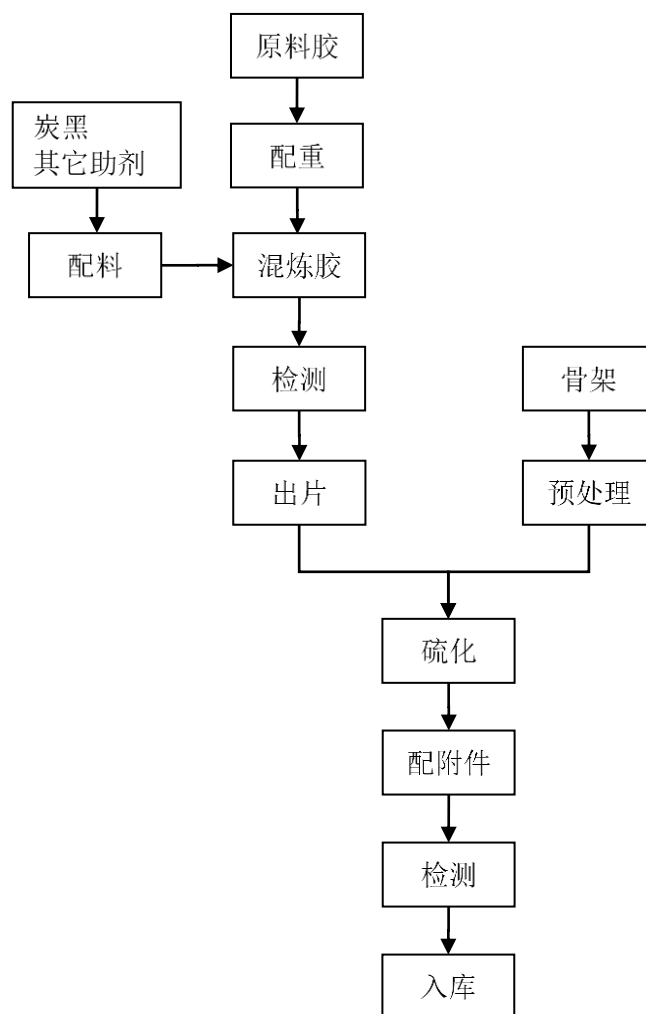 原料胶
炭黑
其它助剂
配重
配料
混炼胶
检测
骨架
出片
预处理
硫化
配附件
检测
入库